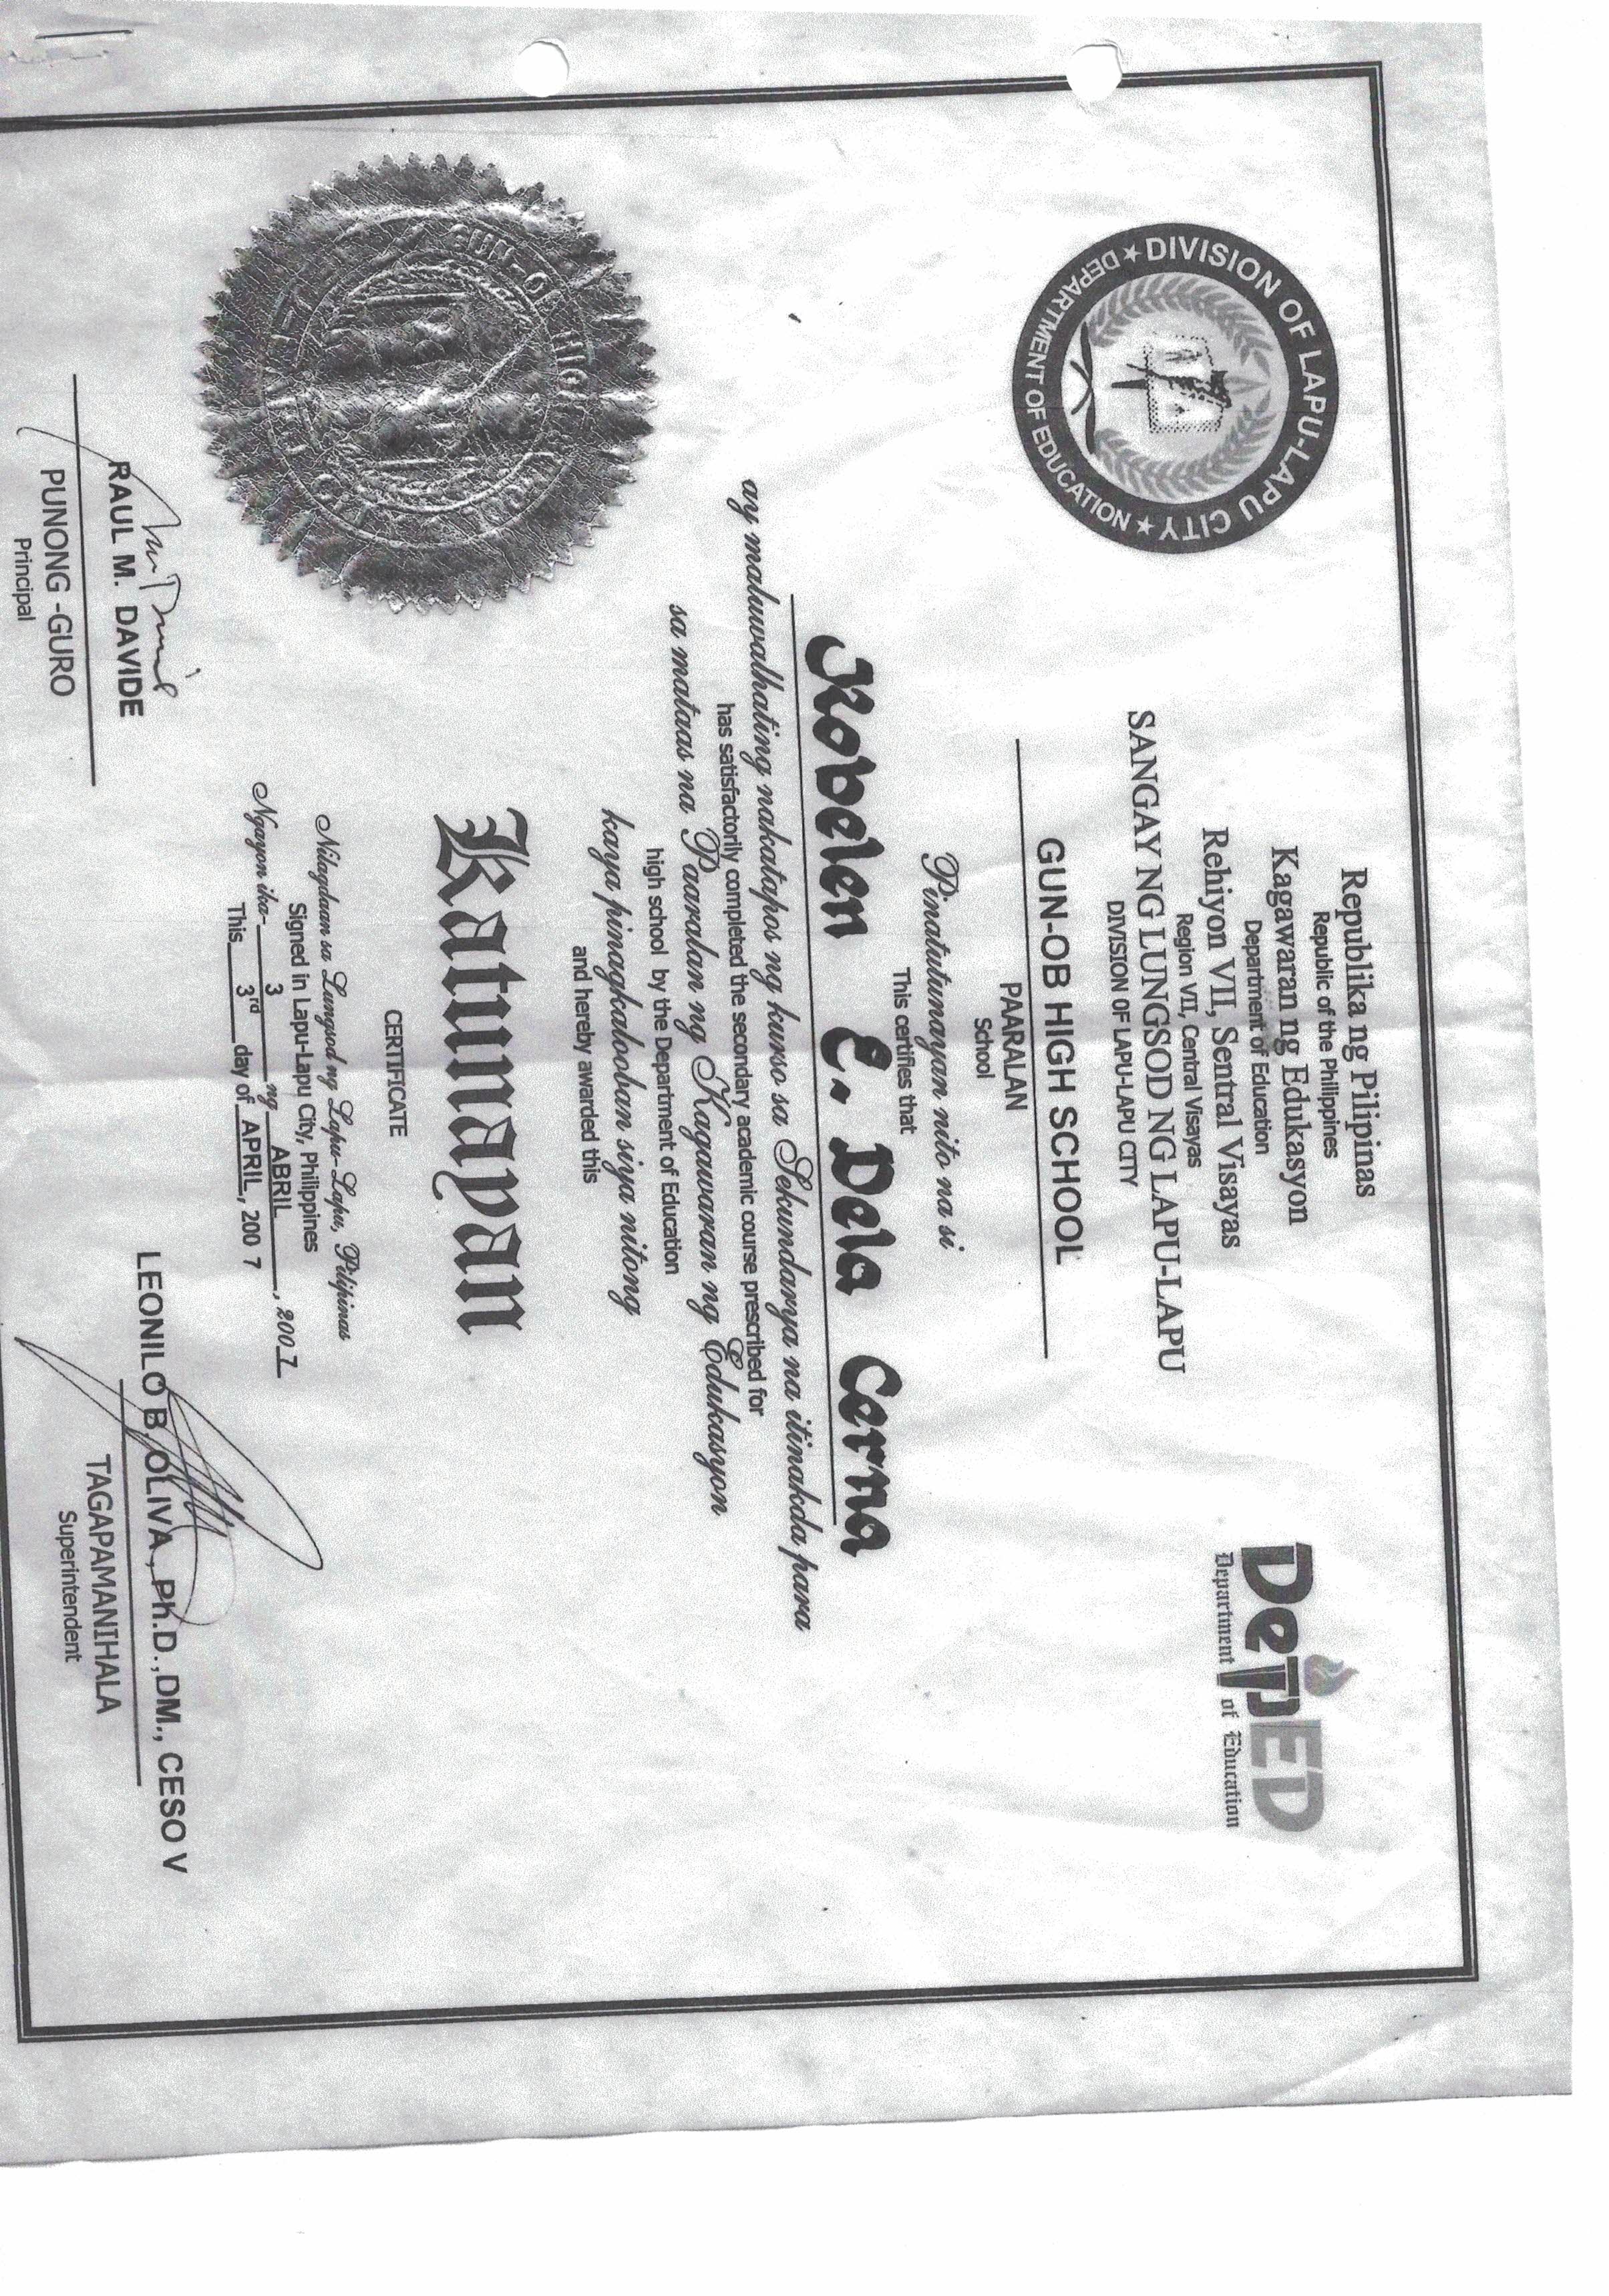 DIVISION OF LAPU-LAPU CITY
DEPARTMENT OF EDUCATION
Republika ng Pilipinas
Republic of the Philippines
Kagawaran ng Edukasyon
Department of Education
Rehiyon VII, Sentral Visayas
Region VII, Central Visayas
SANGAY NG LUNGSOD NG LAPU-LAPU
DIVISION OF LAPU-LAPU CITY
DepED
Department of Education
GUN-OB HIGH SCHOOL
PAARALAN
School
Pinatutunayan nito na si
This certifies that
E. Dela Cerna
ay maluwalhating nakatapos ng kurso sa Sekundarya na itinakda para
has satisfactorily completed the secondary academic course prescribed for
sa mataas na Paaralan ng Kagawaran ng Edukasyon
high school by the Department of Education
kaya pinagkalooban siya nitong
and hereby awarded this
Katunayan
CERTIFICATE
Nilagdaan sa Lungsod ng Lapu-Lapu, Pilipinas
Signed in Lapu-Lapu City, Philippines
Ngayon ika- 3 ng ABRIL, 2007
This 3rd day of APRIL, 200 7
RAUL M. DAVIDE
PUNONG -GURO
Principal
LEONILO B. OLIVA, Ph.D.,DM., CESO V
TAGAPAMANIHALA
Superintendent